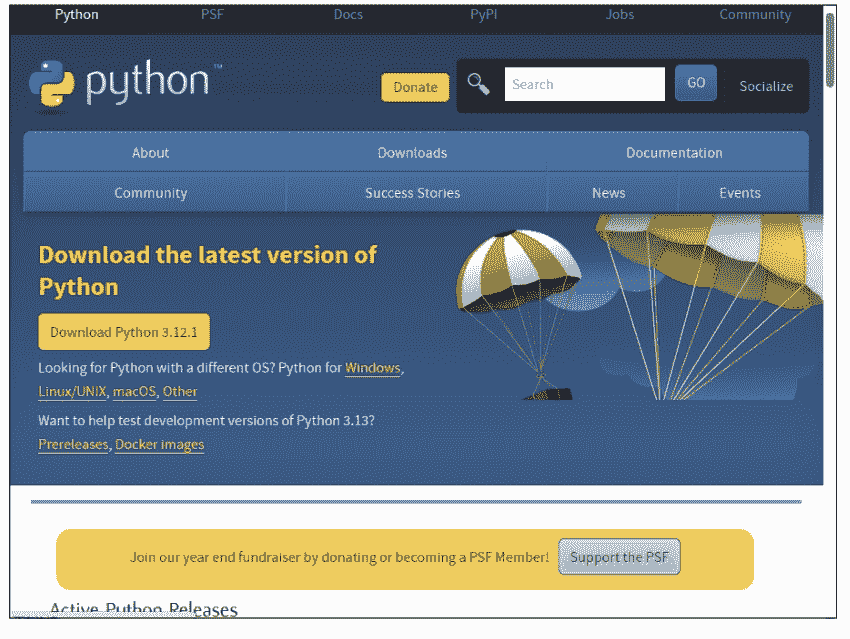 Python PSF Docs PyPI Jobs Community
python™ Donate Search GO Socialize
About Downloads Documentation
Community Success Stories News Events
Download the latest version of
Python
Download Python 3.12.1
Looking for Python with a different OS? Python for Windows,
Linux/UNIX, macOS, Other
Want to help test development versions of Python 3.13?
Prereleases, Docker images
Join our year end fundraiser by donating or becoming a PSF Member! Support the PSF
Active Python Releases